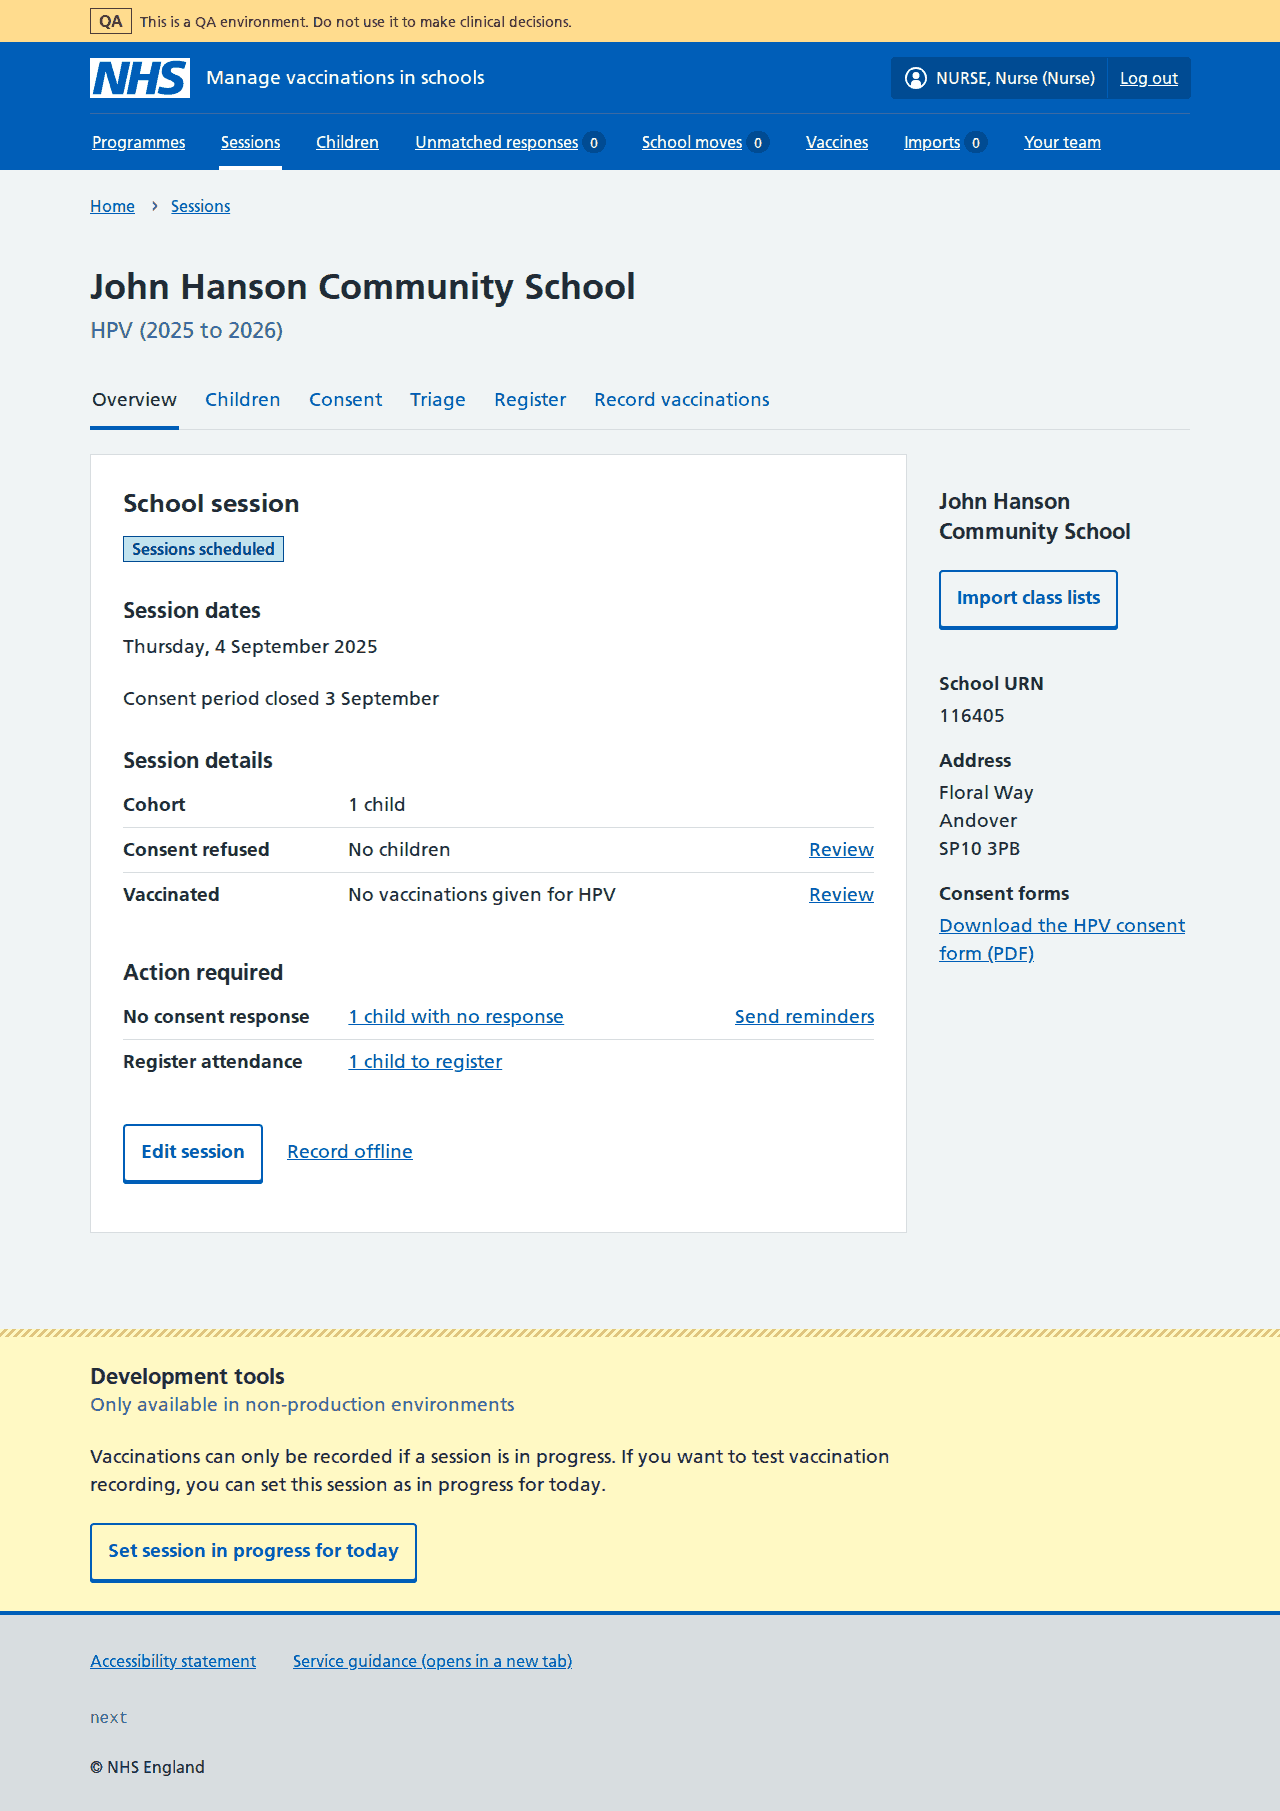 QA This is a QA environment. Do not use it to make clinical decisions.
NHS Manage vaccinations in schools NURSE, Nurse (Nurse) Log out
Programmes Sessions Children Unmatched responses 0 School moves 0 Vaccines Imports 0 Your team
Home › Sessions
John Hanson Community School
HPV (2025 to 2026)
Overview Children Consent Triage Register Record vaccinations
School session
Sessions scheduled
Session dates
Thursday, 4 September 2025
Consent period closed 3 September
Session details
Cohort 1 child
Consent refused No children Review
Vaccinated No vaccinations given for HPV Review
Action required
No consent response 1 child with no response Send reminders
Register attendance 1 child to register
Edit session Record offline
John Hanson
Community School
Import class lists
School URN
116405
Address
Floral Way
Andover
SP10 3PB
Consent forms
Download the HPV consent
form (PDF)
Development tools
Only available in non-production environments
Vaccinations can only be recorded if a session is in progress. If you want to test vaccination
recording, you can set this session as in progress for today.
Set session in progress for today
Accessibility statement Service guidance (opens in a new tab)
next
© NHS England